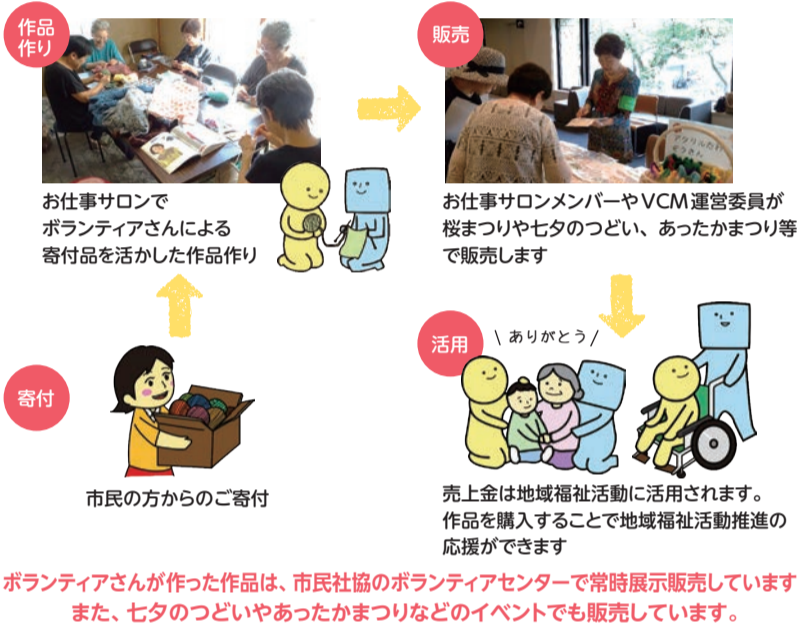 作品
作り
お仕事サロンで
ボランティアさんによる
寄付品を活かした作品作り
販売
アクリルたわし
ぞうきん
お仕事サロンメンバーやVCM運営委員が
桜まつりや七夕のつどい、あったかまつり等
で販売します
寄付
市民の方からのご寄付
活用
\ ありがとう /
売上金は地域福祉活動に活用されます。
作品を購入することで地域福祉活動推進の
応援ができます
ボランティアさんが作った作品は、市民社協のボランティアセンターで常時展示販売しています
また、七夕のつどいやあったかまつりなどのイベントでも販売しています。